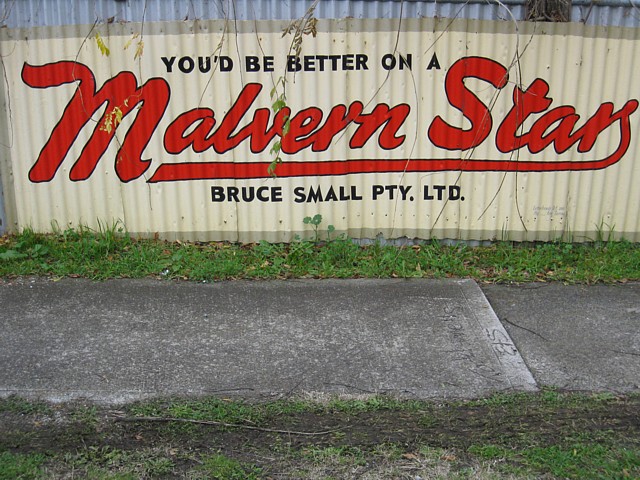 YOU'D BE BETTER ON A
Malvern Star
BRUCE SMALL PTY. LTD.